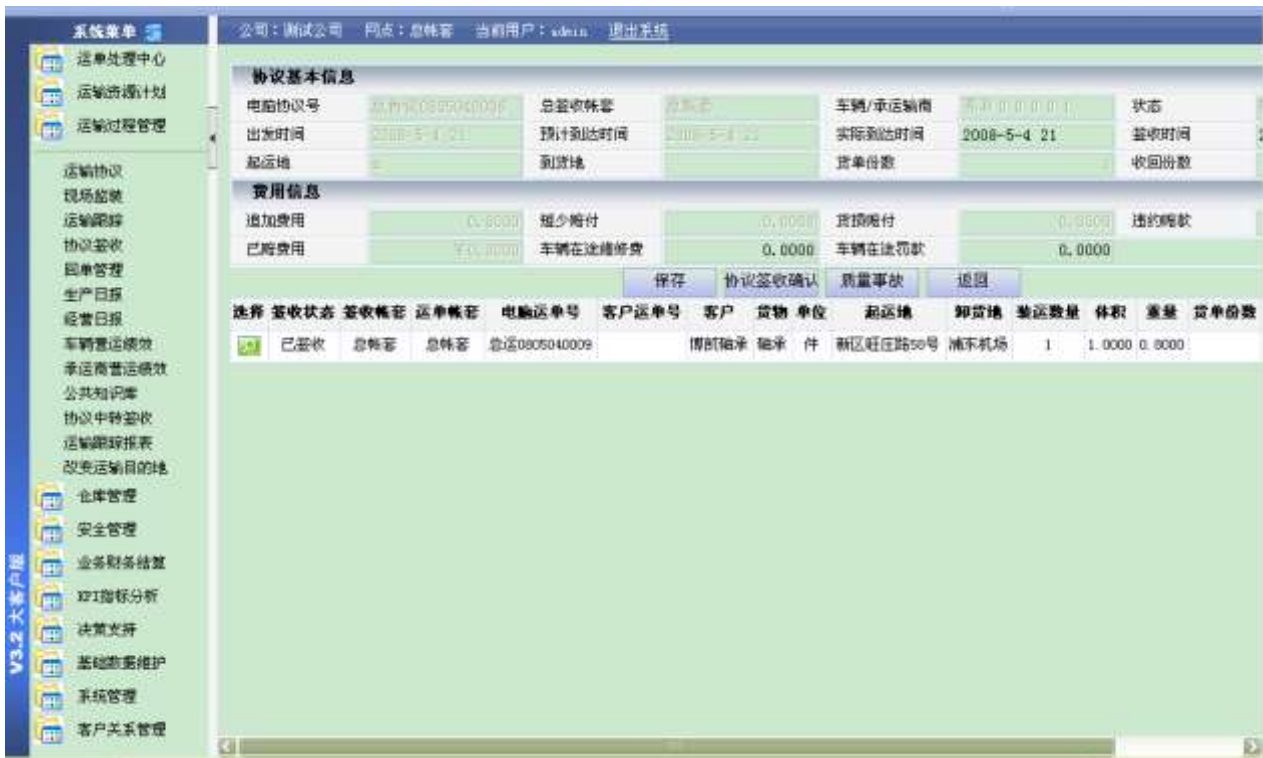 系统菜单
公司：测试公司 网点：总帐套 当前用户：admin 退出系统
运单处理中心
运输资源计划
运输过程管理
运输协议
现场监装
运输跟踪
协议签收
回单管理
生产日报
经营日报
车辆营运绩效
承运商营运绩效
公共知识库
协议中转签收
运输跟踪报表
改变运输目的地
仓库管理
安全管理
业务财务结算
KPI指标分析
决策支持
基础数据维护
系统管理
客户关系管理
V3.2 大客户版
协议基本信息
电脑协议号 总签收帐套 总帐套 车辆/承运输商 状态
出发时间 2008-5-4 21 预计到达时间 2008-5-4 22 实际到达时间 2008-5-4 21 签收时间
起运地 到货地 货单份数 收回份数
费用信息
追加费用 0.0000 短少赔付 0.0000 货损赔付 0.0000 违约赔款
已赔费用 ￥0.0000 车辆在途维修费 0.0000 车辆在途罚款 0.0000
保存 协议签收确认 质量事故 返回
选择 签收状态 签收帐套 运单帐套 电脑运单号 客户运单号 客户 货物 单位 起运地 卸货地 装运数量 体积 重量 货单份数
已签收 总帐套 总帐套 总运0805040009 博凯轴承 轴承 件 新区旺庄路50号 浦东机场 1 1.0000 0.8000